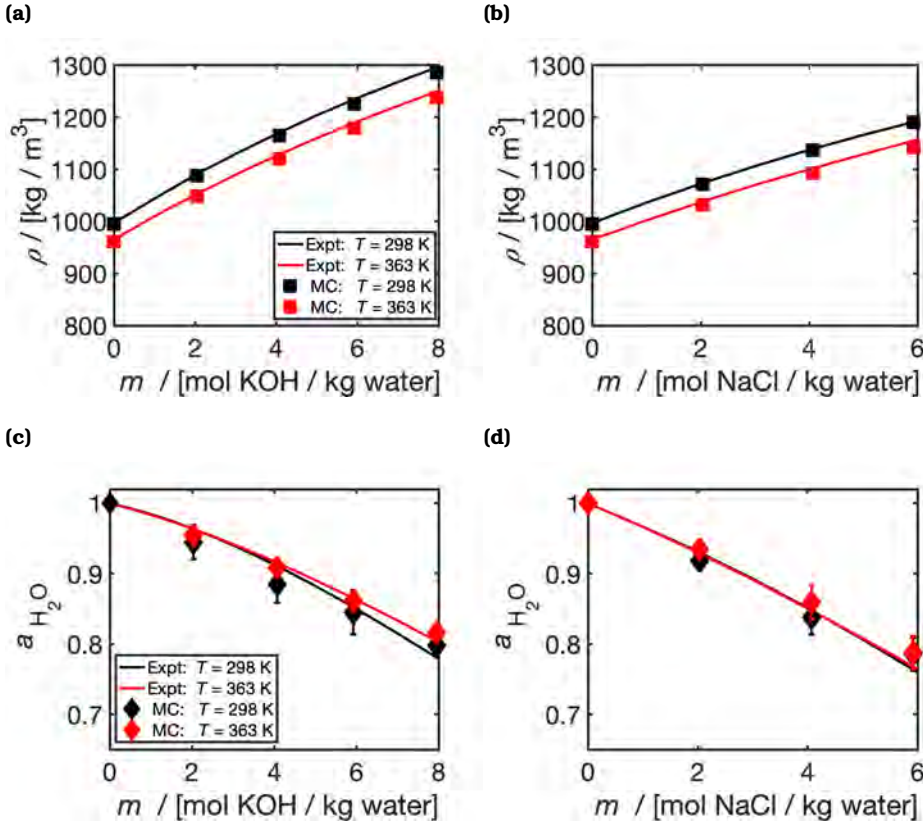 (a)
(b)
1300
1200
1100
1000
900
800
ρ / [kg / m³]
Expt: T = 298 K
Expt: T = 363 K
MC: T = 298 K
MC: T = 363 K
0 2 4 6 8
m / [mol KOH / kg water]
1300
1200
1100
1000
900
800
ρ / [kg / m³]
0 2 4 6
m / [mol NaCl / kg water]
(c)
(d)
1
0.9
0.8
0.7
a H₂O
Expt: T = 298 K
Expt: T = 363 K
MC: T = 298 K
MC: T = 363 K
0 2 4 6 8
m / [mol KOH / kg water]
1
0.9
0.8
0.7
a H₂O
0 2 4 6
m / [mol NaCl / kg water]